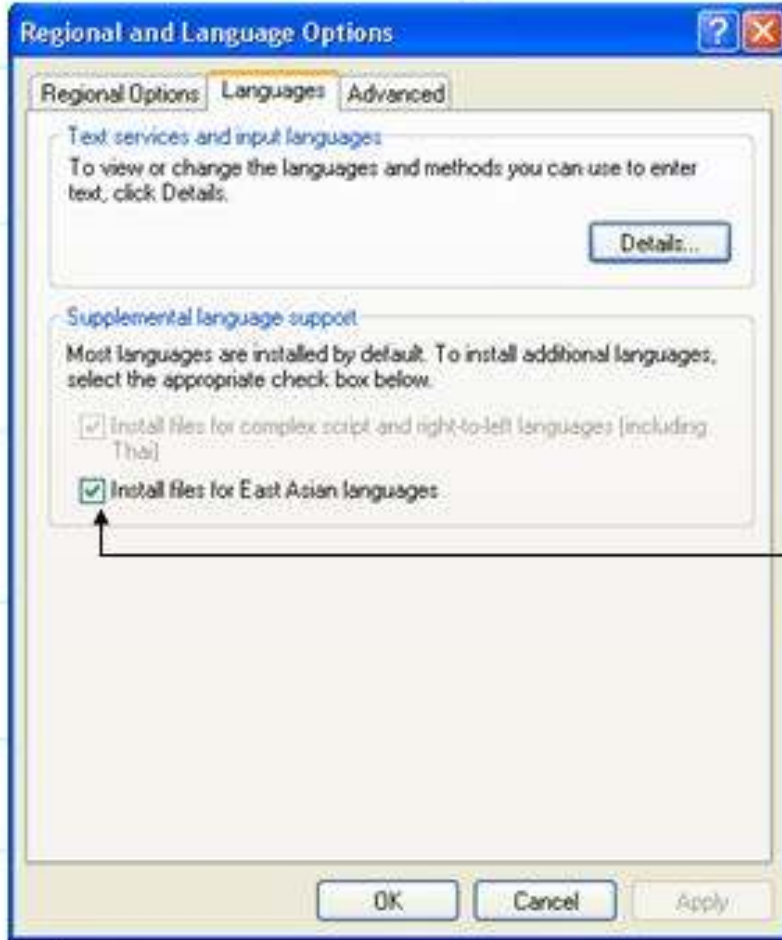 Regional and Language Options
Regional Options Languages Advanced
Text services and input languages
To view or change the languages and methods you can use to enter
text, click Details.
Details...
Supplemental language support
Most languages are installed by default. To install additional languages,
select the appropriate check box below.
Install files for complex script and right-to-left languages (including
Thai)
Install files for East Asian languages
OK Cancel Apply